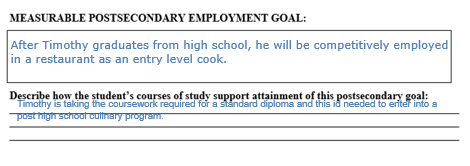 MEASURABLE POSTSECONDARY EMPLOYMENT GOAL:
After Timothy graduates from high school, he will be competitively employed
in a restaurant as an entry level cook.
Describe how the student's courses of study support attainment of this postsecondary goal:
Timothy is taking the coursework required for a standard diploma and this id needed to enter into a
post high school culinary program.